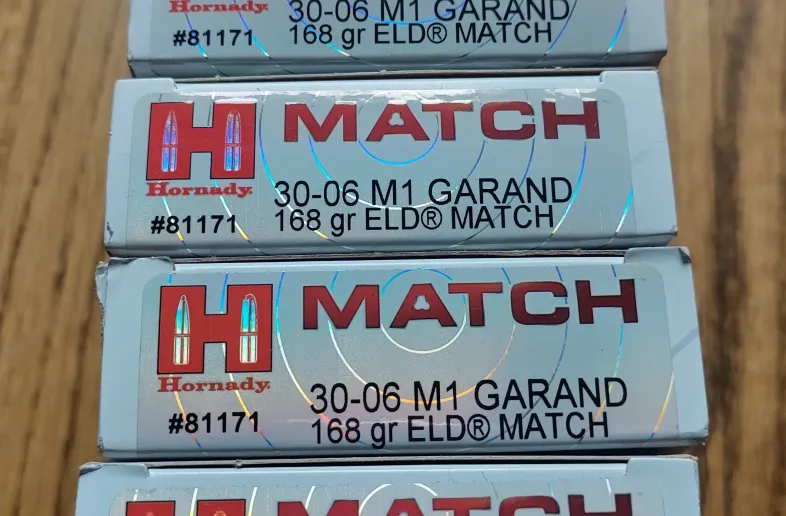 Hornady
30-06 M1 GARAND
#81171
168 gr ELD® MATCH
H MATCH
Hornady.
30-06 M1 GARAND
#81171
168 gr ELD® MATCH
H MATCH
Hornady.
30-06 M1 GARAND
#81171
168 gr ELD® MATCH
H MATCH